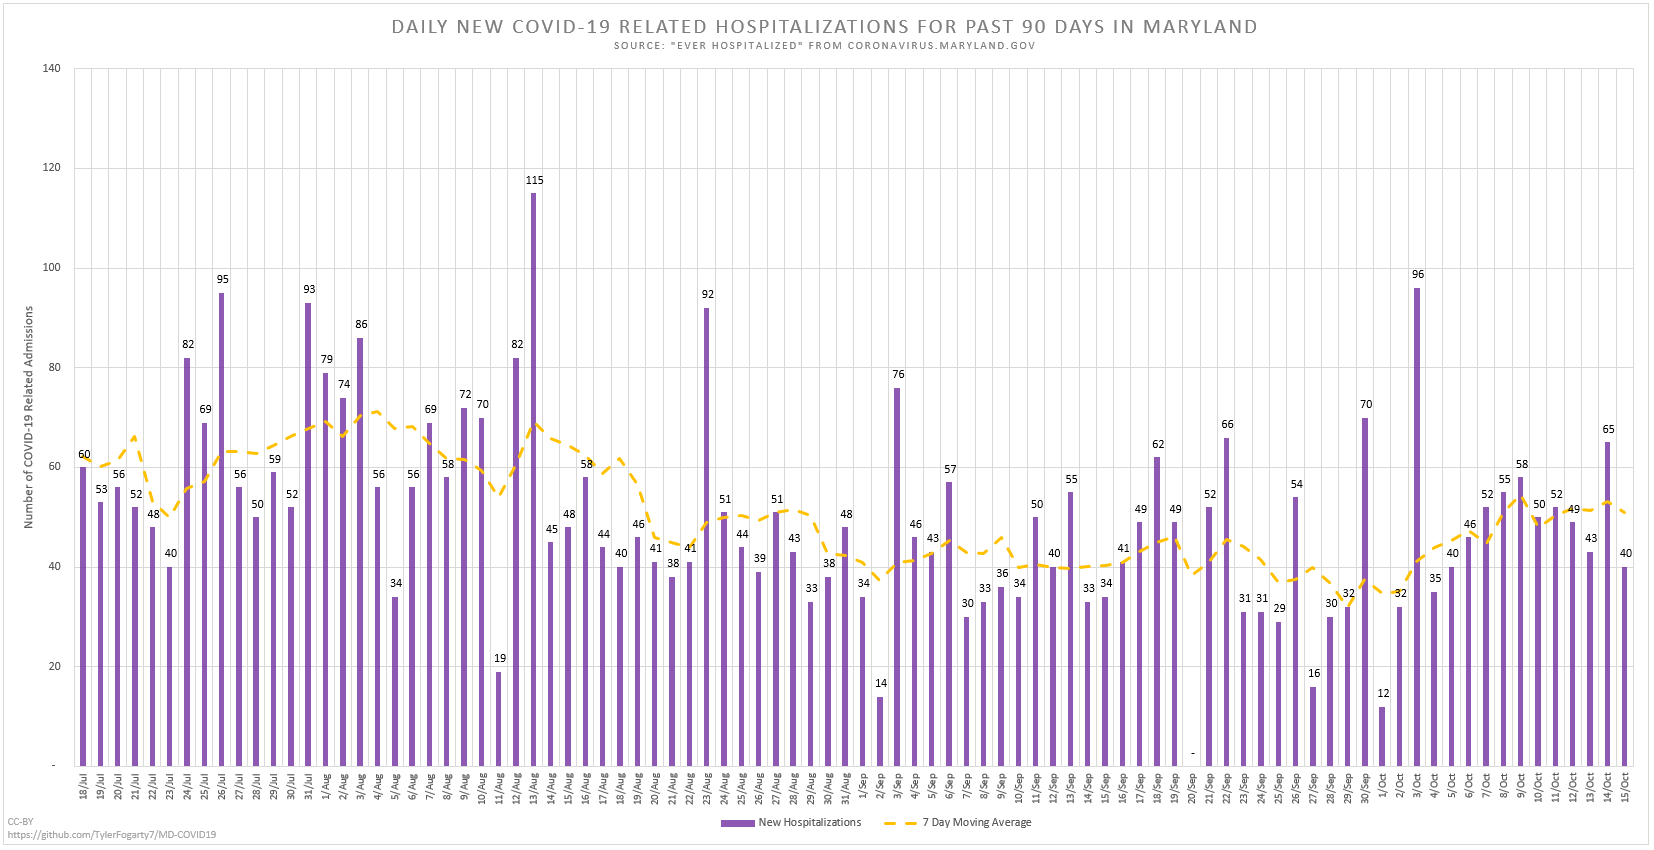 DAILY NEW COVID-19 RELATED HOSPITALIZATIONS FOR PAST 90 DAYS IN MARYLAND
SOURCE: "EVER HOSPITALIZED" FROM CORONAVIRUS.MARYLAND.GOV
Number of COVID-19 Related Admissions
140
120
100
80
60
40
20
-
60 53 56 52 48 40 82 69 95 56 50 59 52 93 79 74 86 56 34 56 69 58 72 70 19 82 115 45 48 58 44 40 46 41 38 41 92 51 44 39 51 43 33 38 48 34 14 76 46 43 57 30 33 36 34 50 40 55 33 34 41 49 62 49 - 52 66 31 31 29 54 16 30 32 70 12 32 96 35 40 46 52 55 58 50 52 49 43 65 40
18/Jul 19/Jul 20/Jul 21/Jul 22/Jul 23/Jul 24/Jul 25/Jul 26/Jul 27/Jul 28/Jul 29/Jul 30/Jul 31/Jul 1/Aug 2/Aug 3/Aug 4/Aug 5/Aug 6/Aug 7/Aug 8/Aug 9/Aug 10/Aug 11/Aug 12/Aug 13/Aug 14/Aug 15/Aug 16/Aug 17/Aug 18/Aug 19/Aug 20/Aug 21/Aug 22/Aug 23/Aug 24/Aug 25/Aug 26/Aug 27/Aug 28/Aug 29/Aug 30/Aug 31/Aug 1/Sep 2/Sep 3/Sep 4/Sep 5/Sep 6/Sep 7/Sep 8/Sep 9/Sep 10/Sep 11/Sep 12/Sep 13/Sep 14/Sep 15/Sep 16/Sep 17/Sep 18/Sep 19/Sep 20/Sep 21/Sep 22/Sep 23/Sep 24/Sep 25/Sep 26/Sep 27/Sep 28/Sep 29/Sep 30/Sep 1/Oct 2/Oct 3/Oct 4/Oct 5/Oct 6/Oct 7/Oct 8/Oct 9/Oct 10/Oct 11/Oct 12/Oct 13/Oct 14/Oct 15/Oct
New Hospitalizations 7 Day Moving Average
CC-BY
https://github.com/TylerFogarty7/MD-COVID19